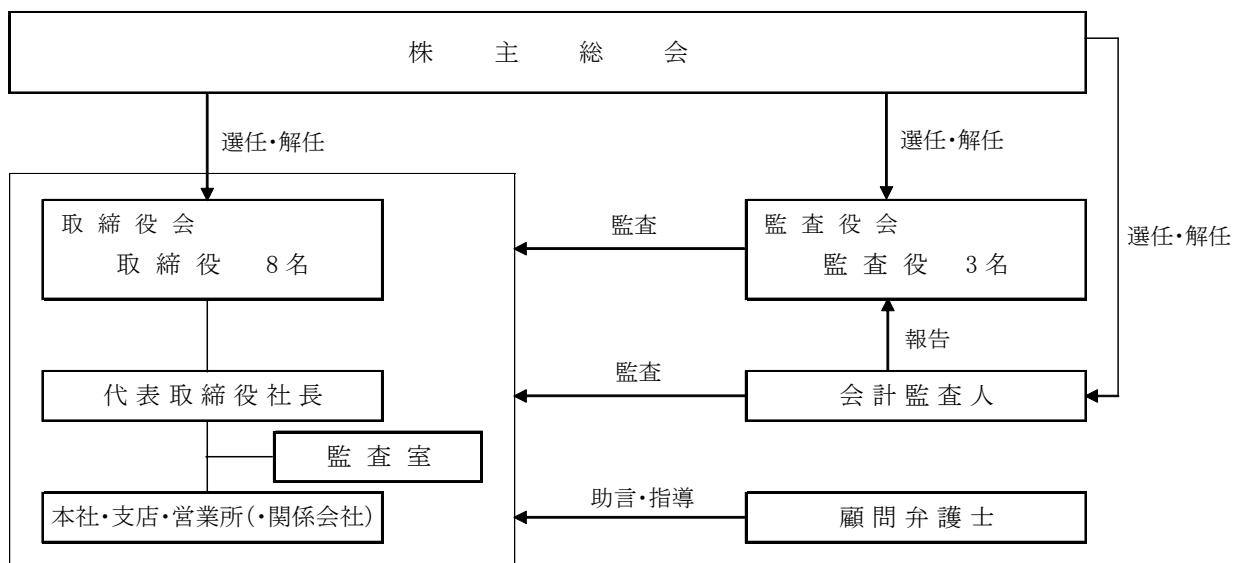 株主総会
選任・解任
選任・解任
選任・解任
取締役会
取締役 8名
監査
監査役会
監査役 3名
報告
代表取締役社長
監査
会計監査人
監査室
本社・支店・営業所(・関係会社)
助言・指導
顧問弁護士